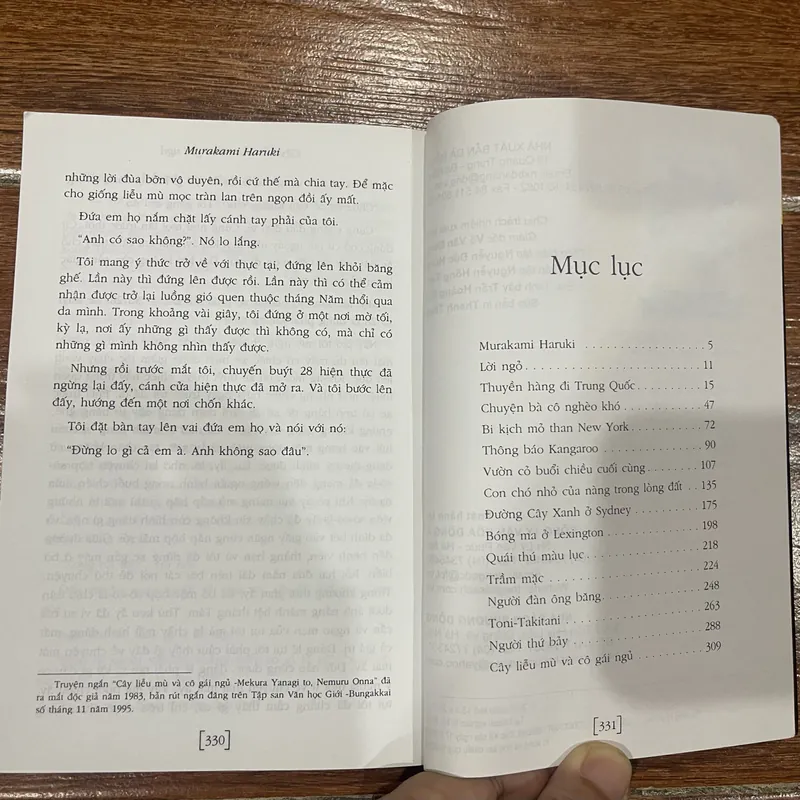 Murakami Haruki
những lời đùa bỡn vô duyên, rồi cứ thế mà chia tay. Để mặc
cho giống liễu mù mọc tràn lan trên ngọn đồi ấy mất.
Đứa em họ nắm chặt lấy cánh tay phải của tôi.
"Anh có sao không?". Nó lo lắng.
Tôi mang ý thức trở về với thực tại, đứng lên khỏi băng
ghế. Lần này thì đứng lên được rồi. Lần này thì có thể cảm
nhận được trở lại luồng gió quen thuộc tháng Năm thổi qua
da mình. Trong khoảng vài giây, tôi đứng ở một nơi mờ tối,
kỳ lạ, nơi ấy những gì thấy được thì không có, mà chỉ có
những gì mình không nhìn thấy được.
Nhưng rồi trước mắt tôi, chuyến buýt 28 hiện thực đã
ngừng lại đấy, cánh cửa hiện thực đã mở ra. Và tôi bước lên
đấy, hướng đến một nơi chốn khác.
Tôi đặt bàn tay lên vai đứa em họ và nói với nó:
"Đừng lo gì cả em à. Anh không sao đâu".
Truyện ngắn "Cây liễu mù và cô gái ngủ -Mekura Yanagi to, Nemuru Onna" đã
ra mắt độc giả năm 1983, bản rút ngắn đăng trên Tập san Văn học Giới -Bungakkai
số tháng 11 năm 1995.
[330]
Mục lục
Murakami Haruki . . . . . . . . . . . . . . . . 5
Lời ngỏ . . . . . . . . . . . . . . . . 11
Thuyền hàng đi Trung Quốc . . . . . . . . . . 15
Chuyện bà cô nghèo khó . . . . . . . . . . . . 47
Bi kịch mỏ than New York . . . . . . . . . . . 72
Thông báo Kangaroo . . . . . . . . . . . . . . 90
Vườn cỏ buổi chiều cuối cùng . . . . . . . . 107
Con chó nhỏ của nàng trong lòng đất . . . . 135
Đường Cây Xanh ở Sydney . . . . . . . . . . 175
Bóng ma ở Lexington . . . . . . . . . . . . . 198
Quái thú màu lục . . . . . . . . . . . . . . . 218
Trầm mặc . . . . . . . . . . . . . . . . 224
Người đàn ông băng . . . . . . . . . . . . . . 248
Toni-Takitani . . . . . . . . . . . . . . . . 263
Người thứ bảy . . . . . . . . . . . . . . . . 288
Cây liễu mù và cô gái ngủ . . . . . . . . . . 309
[331]